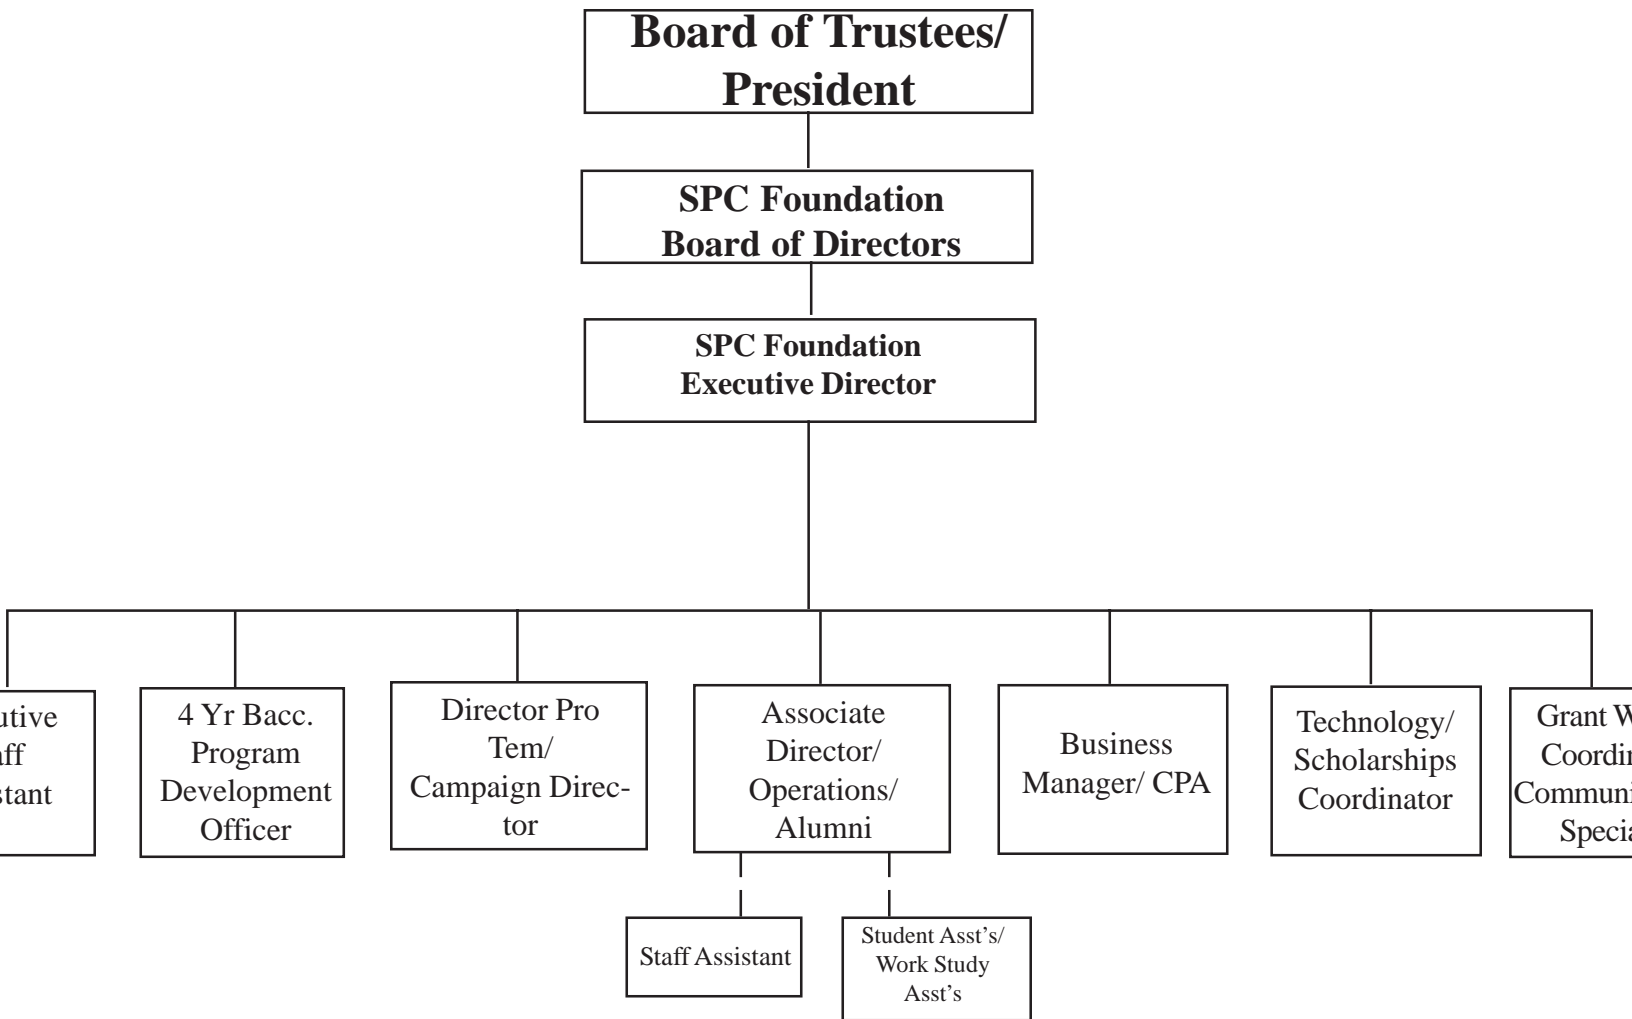 Board of Trustees/
President
SPC Foundation
Board of Directors
SPC Foundation
Executive Director
4 Yr Bacc.
Program
Development
Officer
Director Pro
Tem/
Campaign Direc-
tor
Associate
Director/
Operations/
Alumni
Business
Manager/ CPA
Technology/
Scholarships
Coordinator
Grant
Staff Assistant
Student Asst's/
Work Study
Asst's